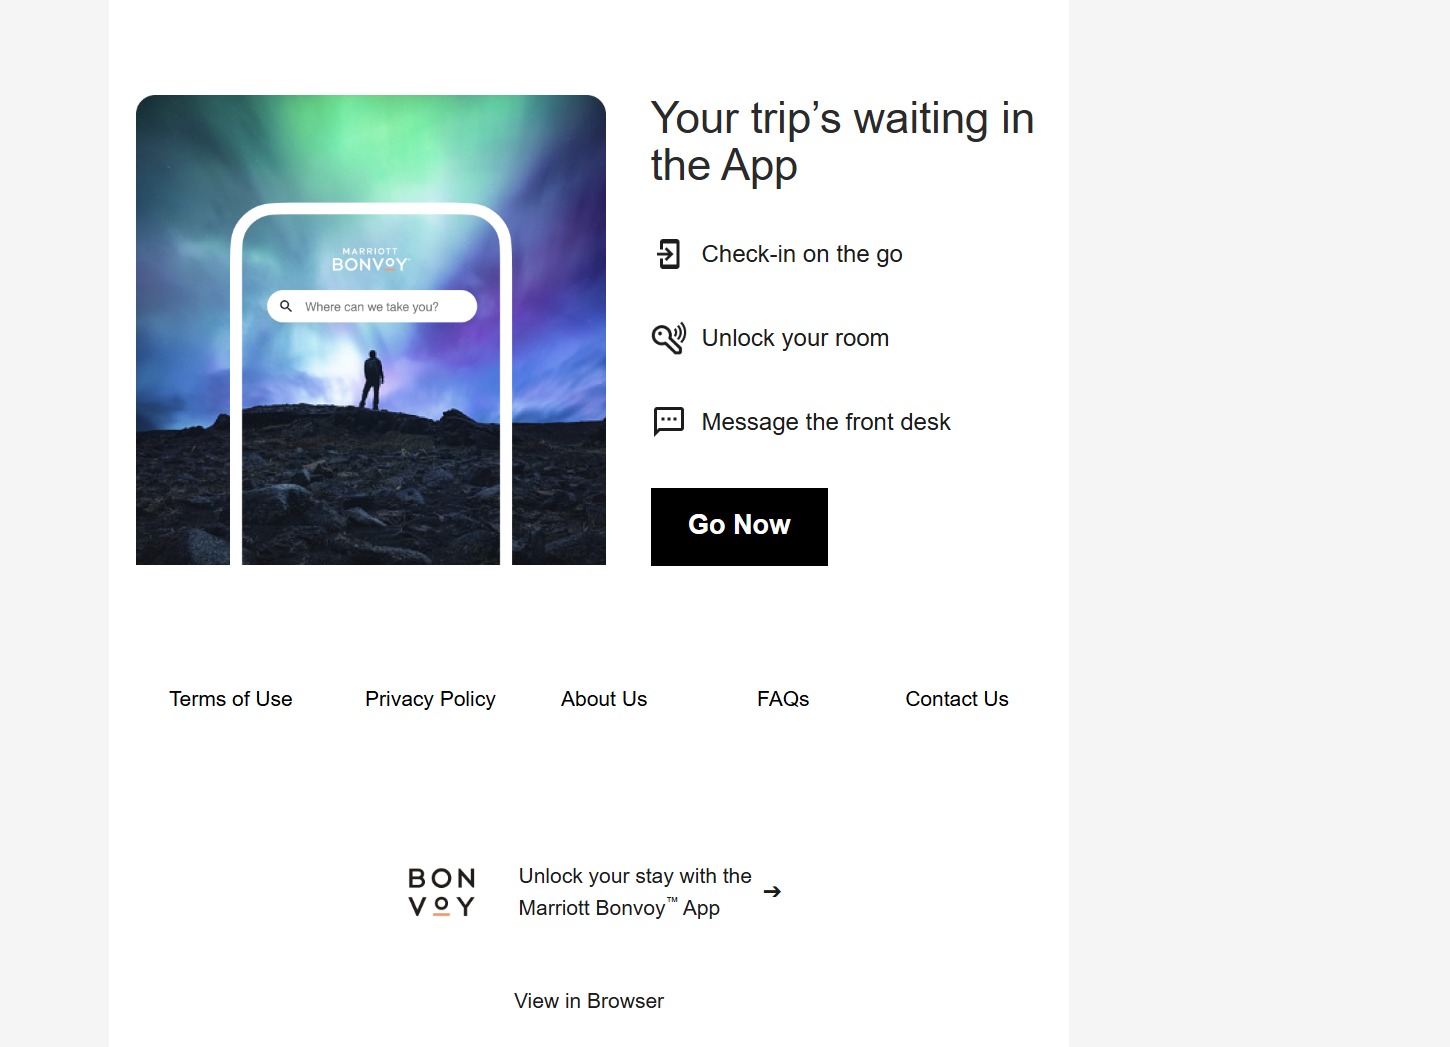 MARRIOTT
BONVOY
Where can we take you?
Your trip’s waiting in
the App
Check-in on the go
Unlock your room
Message the front desk
Go Now
Terms of Use
Privacy Policy
About Us
FAQs
Contact Us
BON
VOY
Unlock your stay with the
Marriott Bonvoy™ App
View in Browser